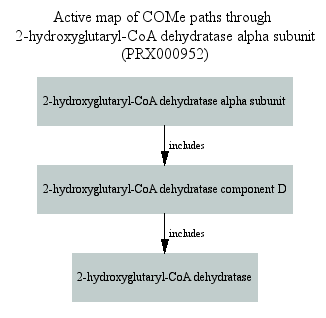 Active map of COMe paths through
2-hydroxyglutaryl-CoA dehydratase alpha subunit
(PRX000952)
2-hydroxyglutaryl-CoA dehydratase alpha subunit
includes
2-hydroxyglutaryl-CoA dehydratase component D
includes
2-hydroxyglutaryl-CoA dehydratase